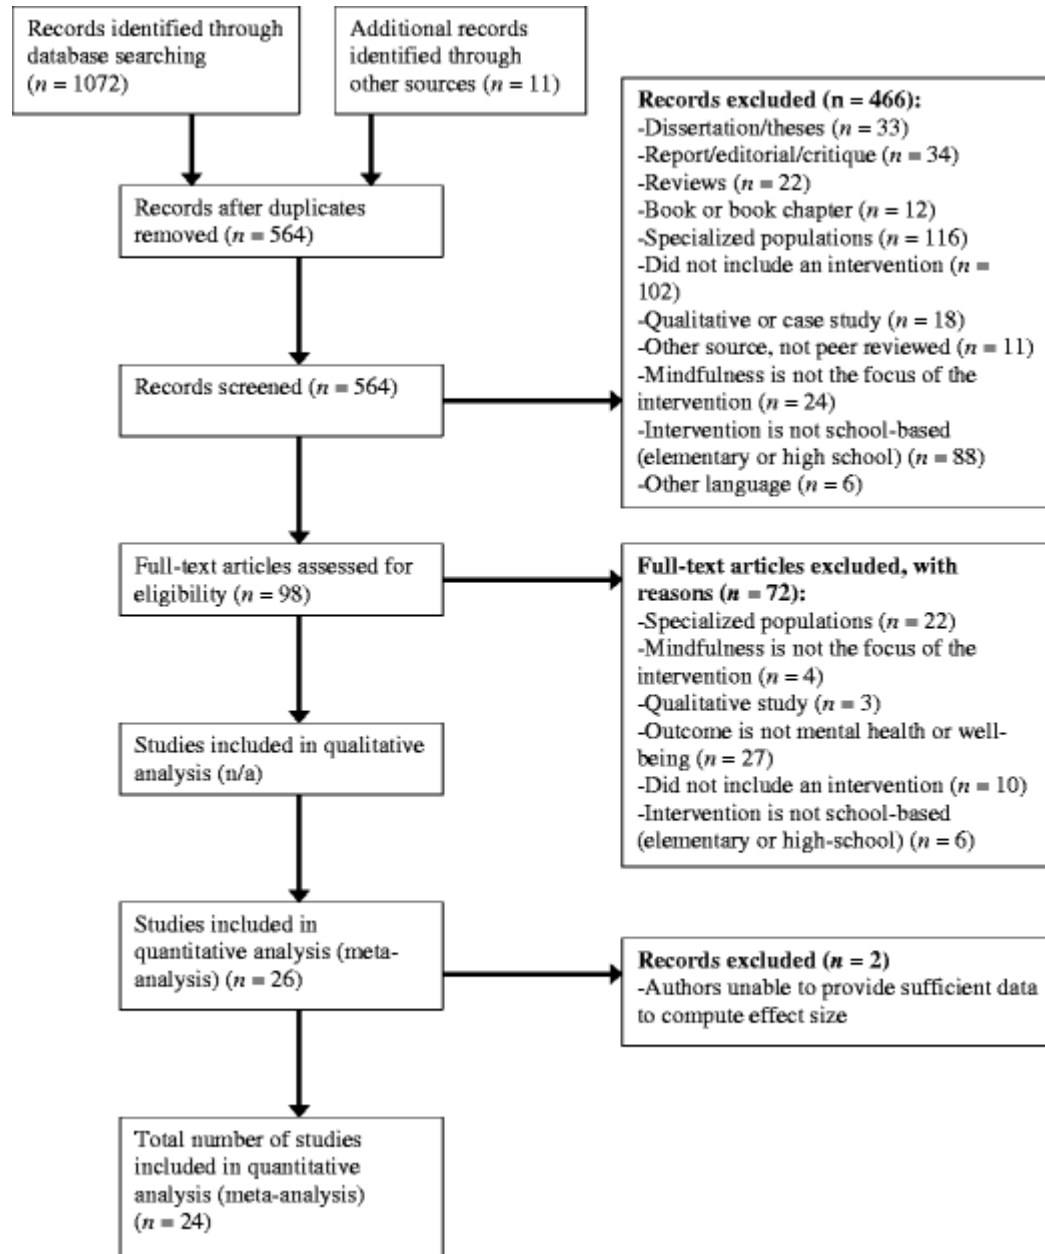 Records identified through
database searching
(n = 1072)
Additional records
identified through
other sources (n = 11)
Records excluded (n = 466):
-Dissertation/theses (n = 33)
-Report/editorial/critique (n = 34)
-Reviews (n = 22)
-Book or book chapter (n = 12)
-Specialized populations (n = 116)
-Did not include an intervention (n =
102)
-Qualitative or case study (n = 18)
-Other source, not peer reviewed (n = 11)
-Mindfulness is not the focus of the
intervention (n = 24)
-Intervention is not school-based
(elementary or high school) (n = 88)
-Other language (n = 6)
Records after duplicates
removed (n = 564)
Records screened (n = 564)
Full-text articles assessed for
eligibility (n = 98)
Full-text articles excluded, with
reasons (n = 72):
-Specialized populations (n = 22)
-Mindfulness is not the focus of the
intervention (n = 4)
-Qualitative study (n = 3)
-Outcome is not mental health or well-
being (n = 27)
-Did not include an intervention (n = 10)
-Intervention is not school-based
(elementary or high-school) (n = 6)
Studies included in qualitative
analysis (n/a)
Studies included in
quantitative analysis (meta-
analysis) (n = 26)
Records excluded (n = 2)
-Authors unable to provide sufficient data
to compute effect size
Total number of studies
included in quantitative
analysis (meta-analysis)
(n = 24)